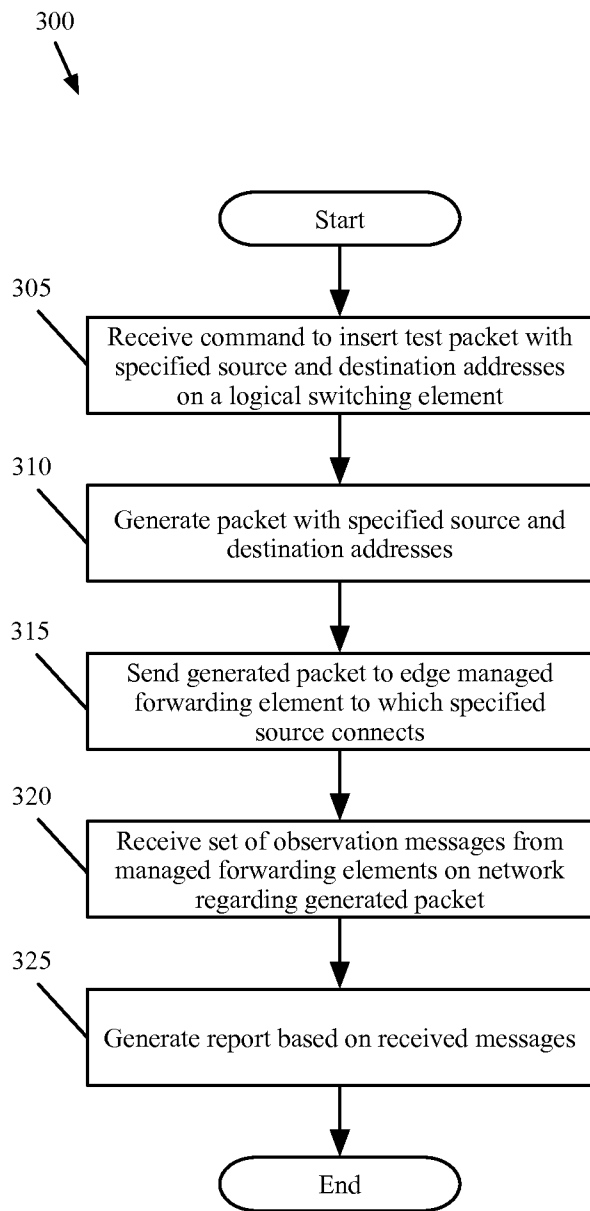 300
Start
305
Receive command to insert test packet with
specified source and destination addresses
on a logical switching element
310
Generate packet with specified source and
destination addresses
315
Send generated packet to edge managed
forwarding element to which specified
source connects
320
Receive set of observation messages from
managed forwarding elements on network
regarding generated packet
325
Generate report based on received messages
End